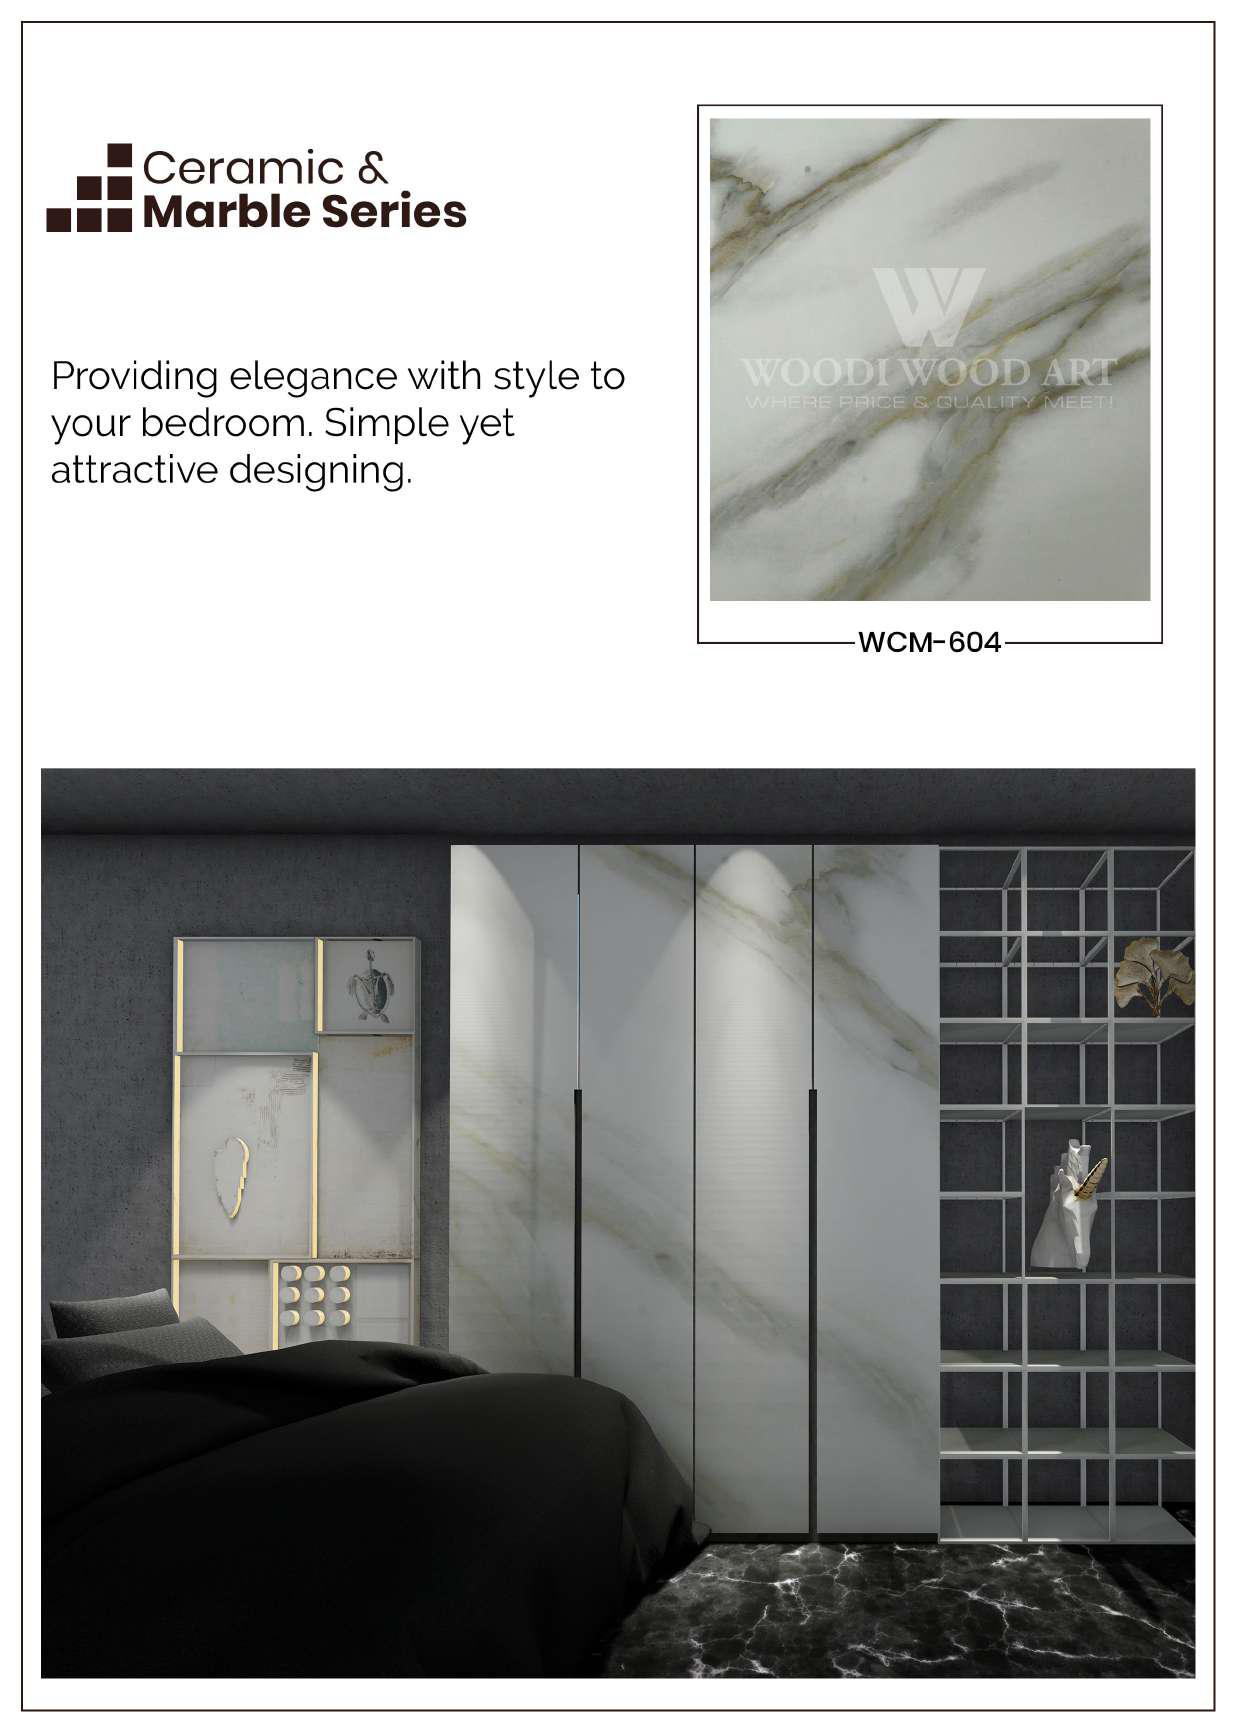 Ceramic &
Marble Series
Providing elegance with style to
your bedroom. Simple yet
attractive designing.
W
WOODI WOOD ART
WHERE PRICE & QUALITY MEET!
WCM-604